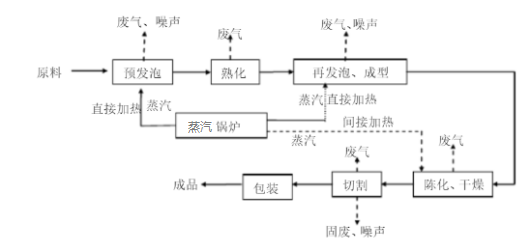 废气、噪声
废气
废气、噪声
原料
预发泡
熟化
再发泡、成型
直接加热
蒸汽
蒸汽
直接加热
蒸汽锅炉
间接加热
蒸汽
废气
废气
成品
包装
切割
陈化、干燥
固废、噪声